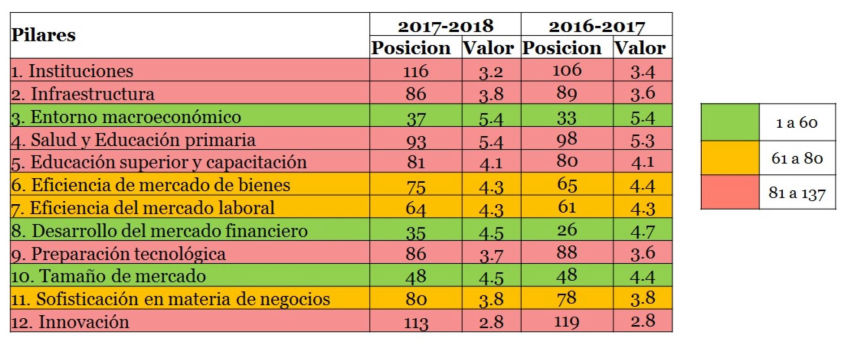 Pilares 2017-2018 2016-2017
Posicion Valor Posicion Valor
1. Instituciones 116 3.2 106 3.4
2. Infraestructura 86 3.8 89 3.6
3. Entorno macroeconómico 37 5.4 33 5.4
4. Salud y Educación primaria 93 5.4 98 5.3
5. Educación superior y capacitación 81 4.1 80 4.1
6. Eficiencia de mercado de bienes 75 4.3 65 4.4
7. Eficiencia del mercado laboral 64 4.3 61 4.3
8. Desarrollo del mercado financiero 35 4.5 26 4.7
9. Preparación tecnológica 86 3.7 88 3.6
10. Tamaño de mercado 48 4.5 48 4.4
11. Sofisticación en materia de negocios 80 3.8 78 3.8
12. Innovación 113 2.8 119 2.8
1 a 60
61 a 80
81 a 137